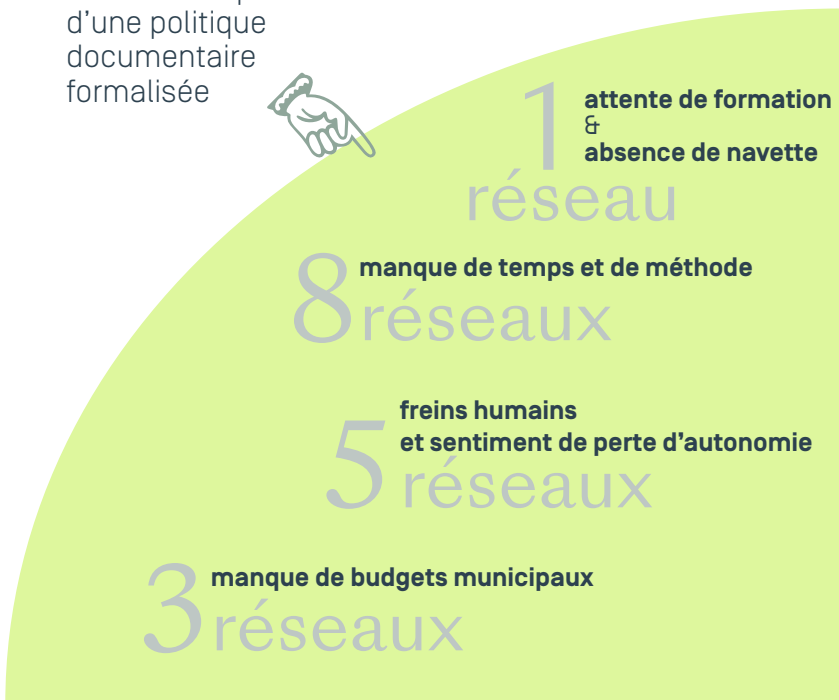 d'une politique
documentaire
formalisée
1 attente de formation
&
absence de navette
réseau
manque de temps et de méthode
8 réseaux
freins humains
et sentiment de perte d'autonomie
5 réseaux
manque de budgets municipaux
3 réseaux